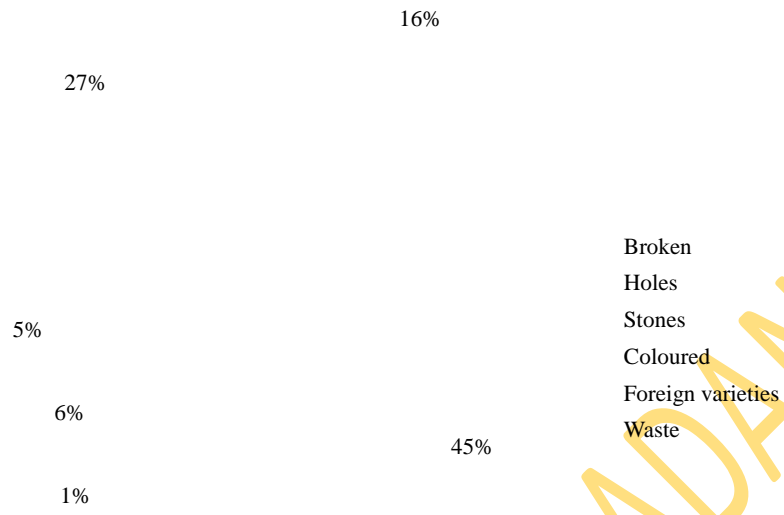 16%
27%
Broken
Holes
Stones
5%
Coloured
Foreign varieties
6%
Waste
45%
1%